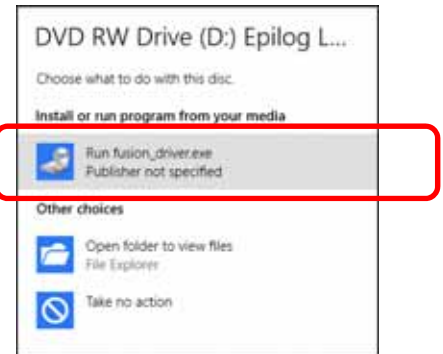 DVD RW Drive (D:) Epilog L...
Choose what to do with this disc.
Install or run program from your media
Run fusion_driver.exe
Publisher not specified
Other choices
Open folder to view files
File Explorer
Take no action